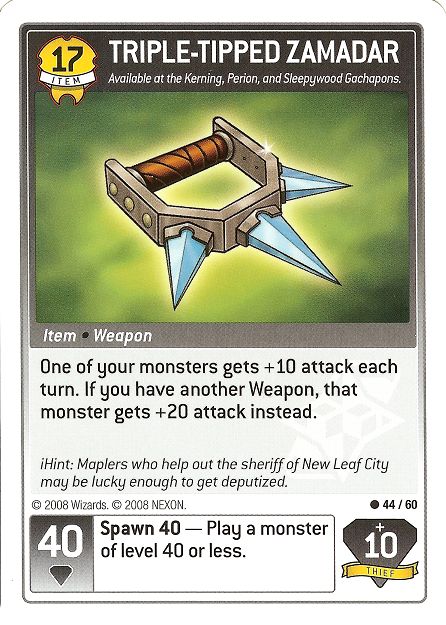 17
ITEM
TRIPLE-TIPPED ZAMADAR
Available at the Kerning, Perion, and Sleepywood Gachapons.
Item • Weapon
One of your monsters gets +10 attack each
turn. If you have another Weapon, that
monster gets +20 attack instead.
iHint: Maplers who help out the sheriff of New Leaf City
may be lucky enough to get deputized.
© 2008 Wizards. © 2008 NEXON.
● 44 / 60
40
Spawn 40 — Play a monster
of level 40 or less.
+
10
THIEF